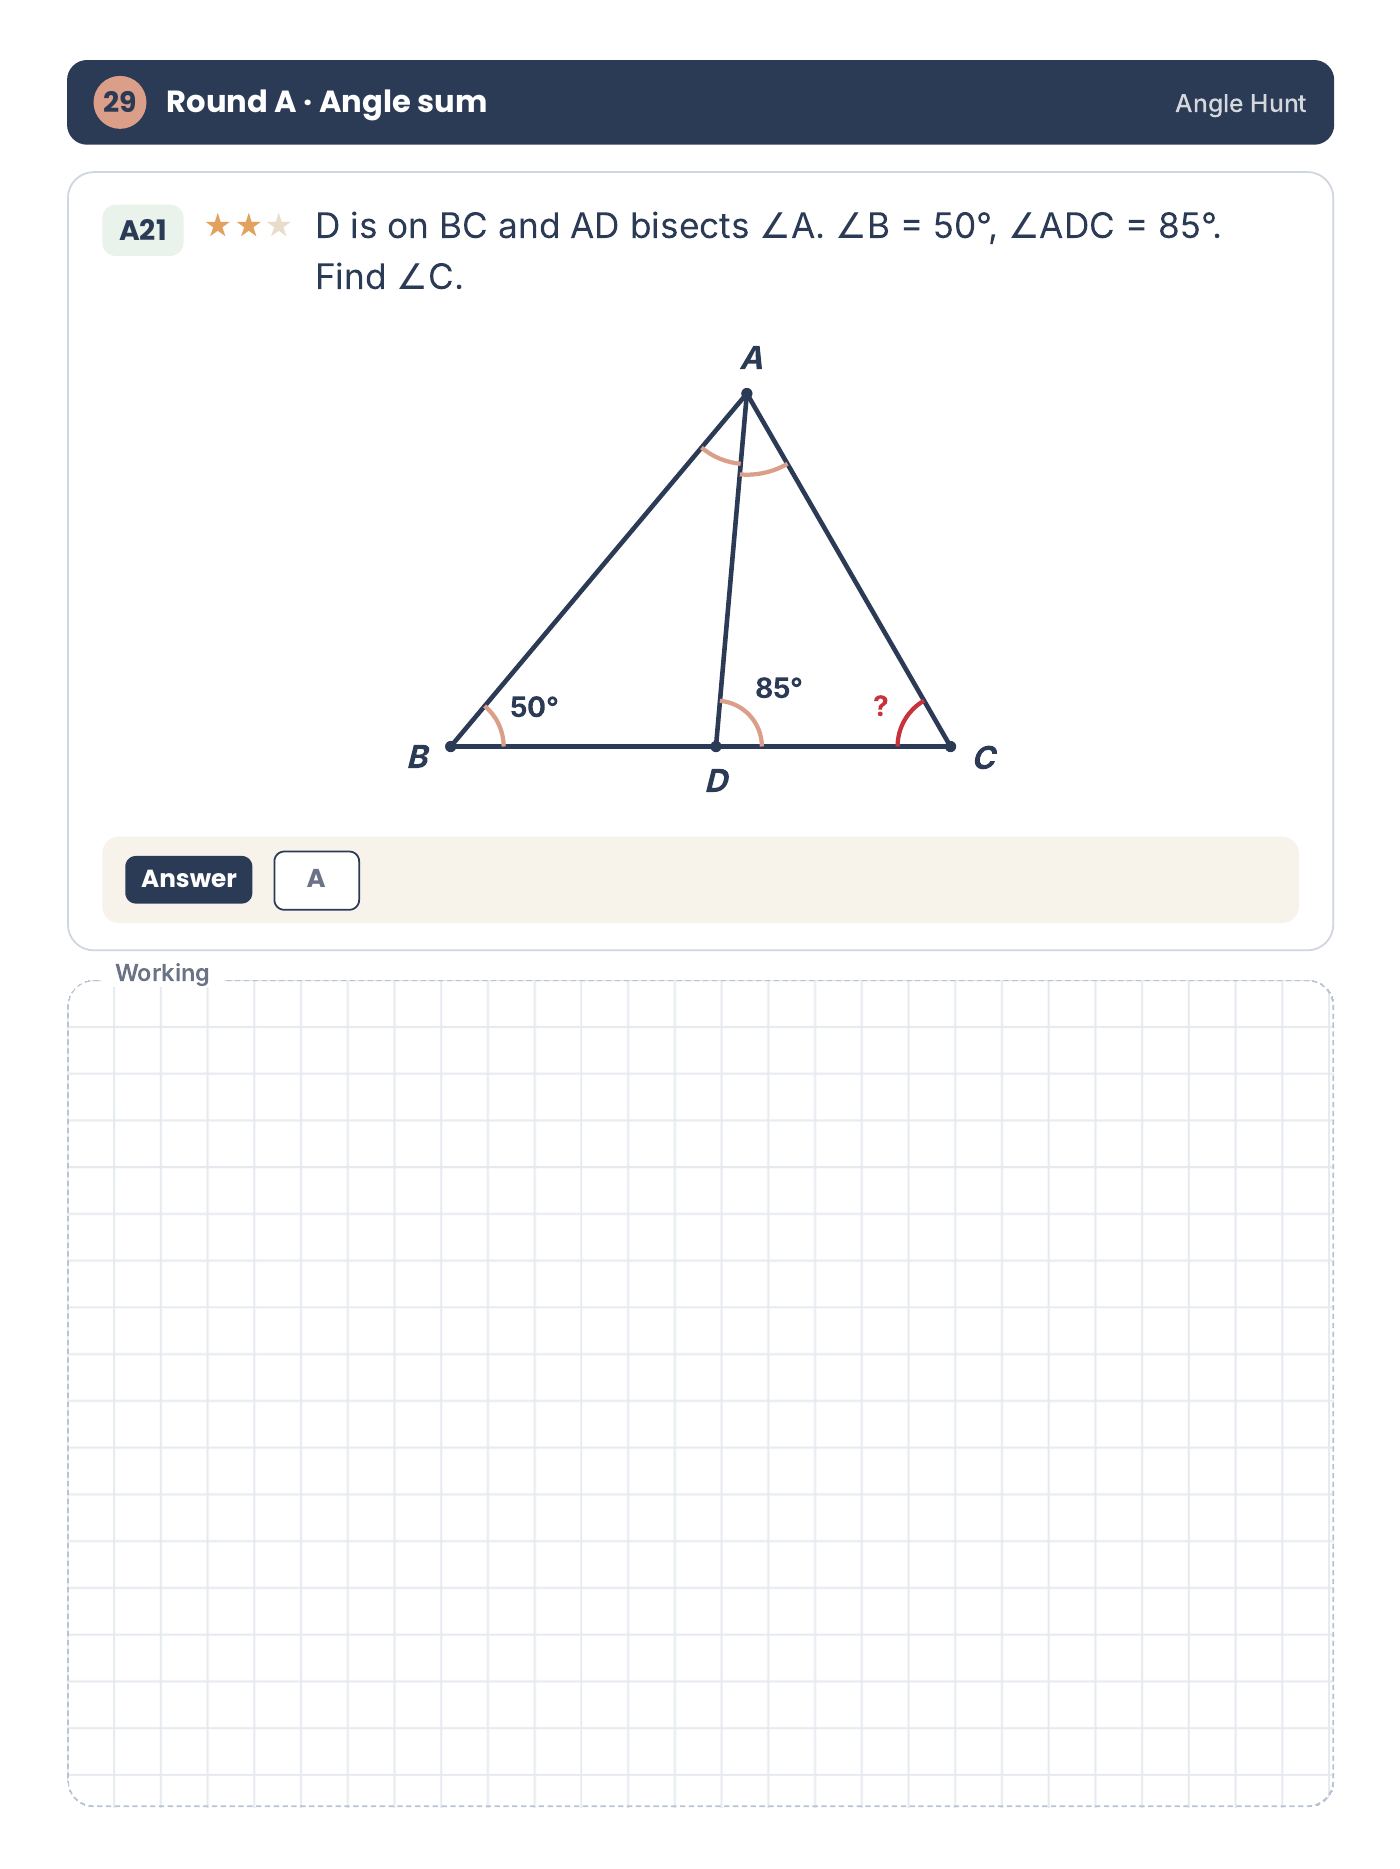 29 Round A · Angle sum Angle Hunt
A21 ★★★ D is on BC and AD bisects ∠A. ∠B = 50°, ∠ADC = 85°.
Find ∠C.
A
50°
85°
?
B
D
C
Answer A
Working